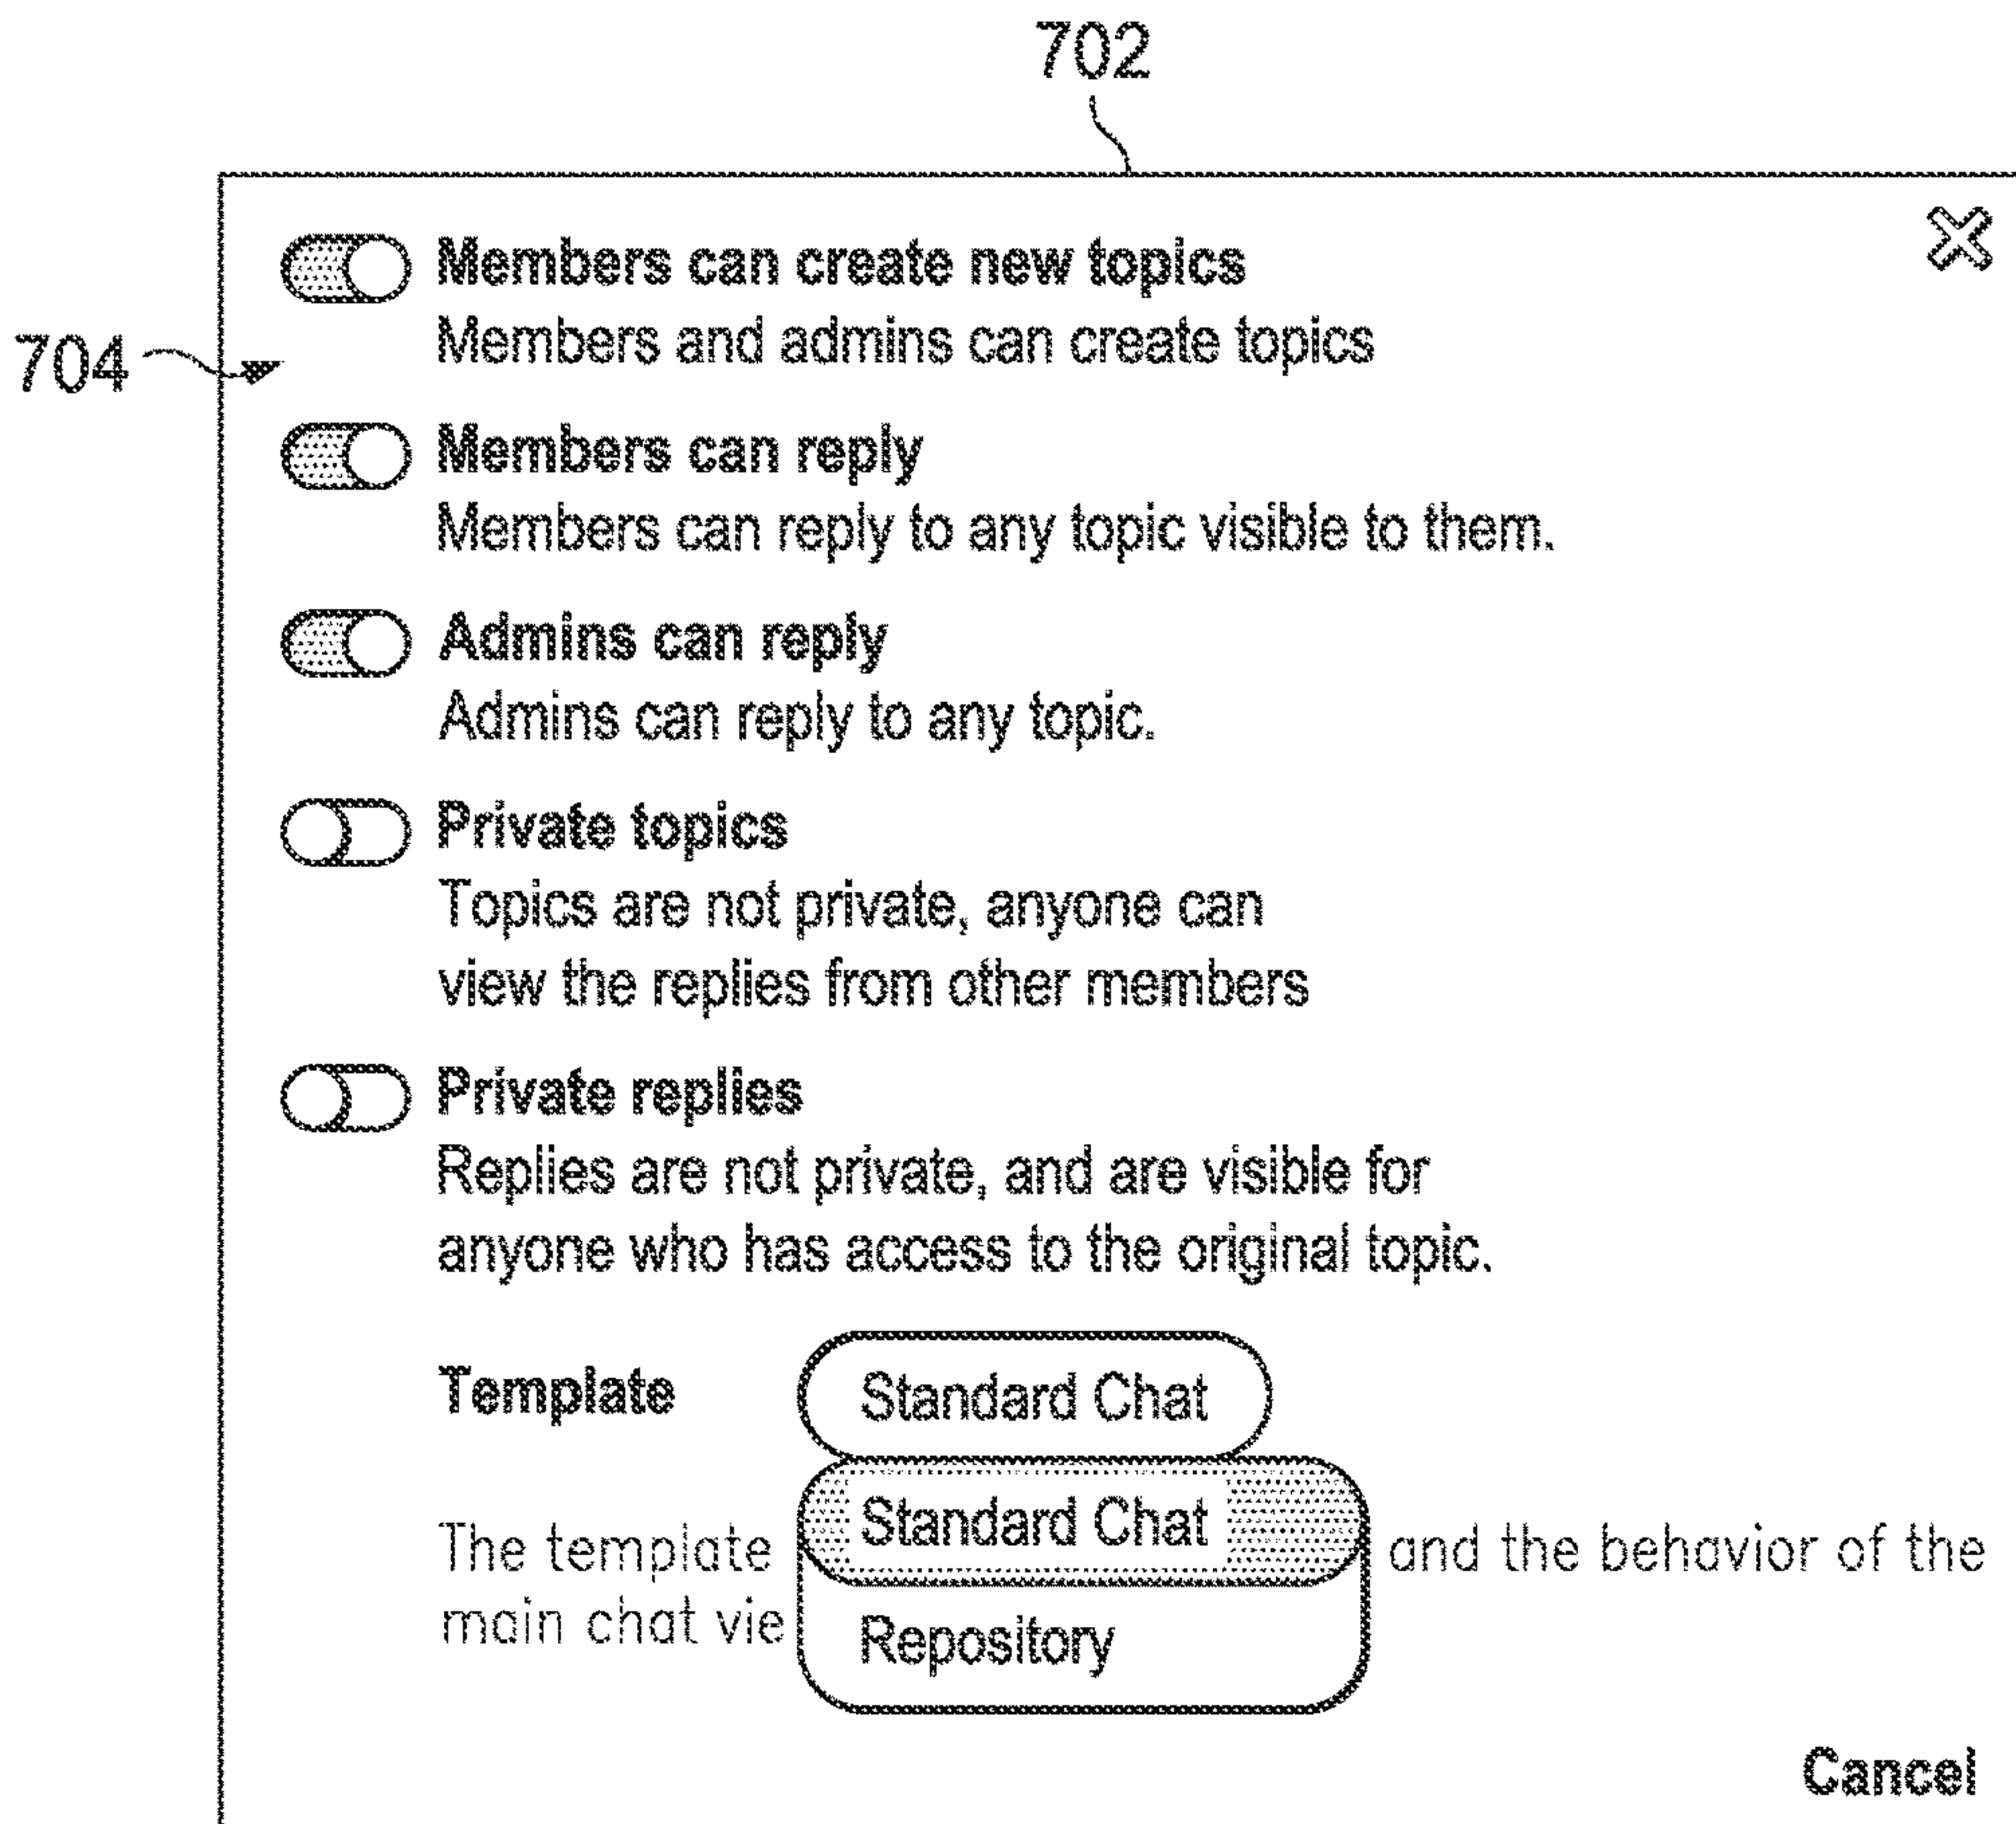 702
Members can create new topics
704
Members and admins can create topics
Members can reply
Members can reply to any topic visible to them.
Admins can reply
Admins can reply to any topic.
Private topics
Topics are not private, anyone can
view the replies from other members
Private replies
Replies are not private, and are visible for
anyone who has access to the original topic.
Template Standard Chat
Standard Chat
The template and the behavior of the
main chat vie
Repository
Cancel